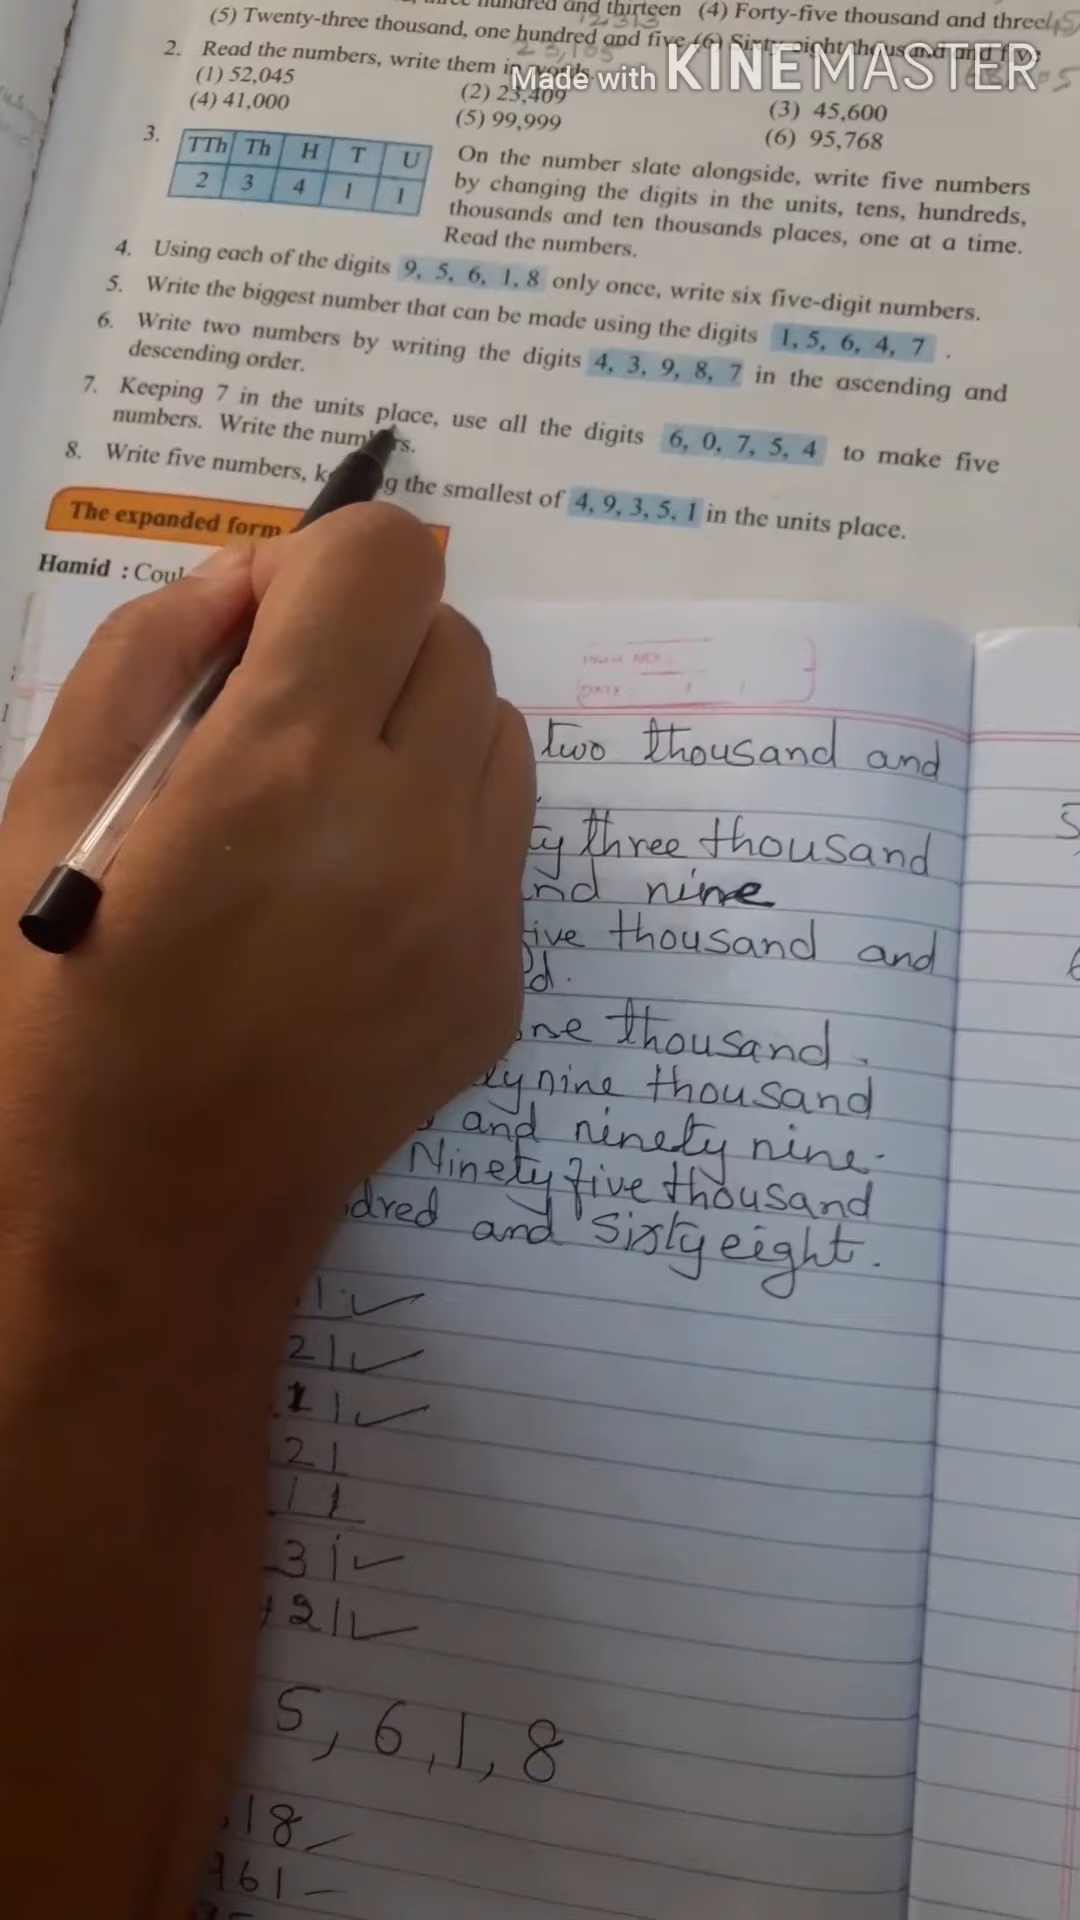 hundred and thirteen (4) Forty-five thousand and three
(5) Twenty-three thousand, one hundred and five (6) Sixty-eight thousand and five
2. Read the numbers, write them in words.
Made with KINEMASTER
(1) 52,045 (2) 23,409 (3) 45,600
(4) 41,000 (5) 99,999 (6) 95,768
3. TTh Th H T U
2 3 4 1 1
On the number slate alongside, write five numbers
by changing the digits in the units, tens, hundreds,
thousands and ten thousands places, one at a time.
Read the numbers.
4. Using each of the digits 9, 5, 6, 1, 8 only once, write six five-digit numbers.
5. Write the biggest number that can be made using the digits 1, 5, 6, 4, 7 .
6. Write two numbers by writing the digits 4, 3, 9, 8, 7 in the ascending and
descending order.
7. Keeping 7 in the units place, use all the digits 6, 0, 7, 5, 4 to make five
numbers. Write the numbers.
8. Write five numbers, the smallest of 4, 9, 3, 5, 1 in the units place.
The expanded form
Hamid :
DATE:
two thousand and
three thousand
nine
thousand and
thousand.
nine thousand
and ninety nine.
Ninety five thousand
and Sixty eight.
21
21
5, 6, 1, 8
18
961